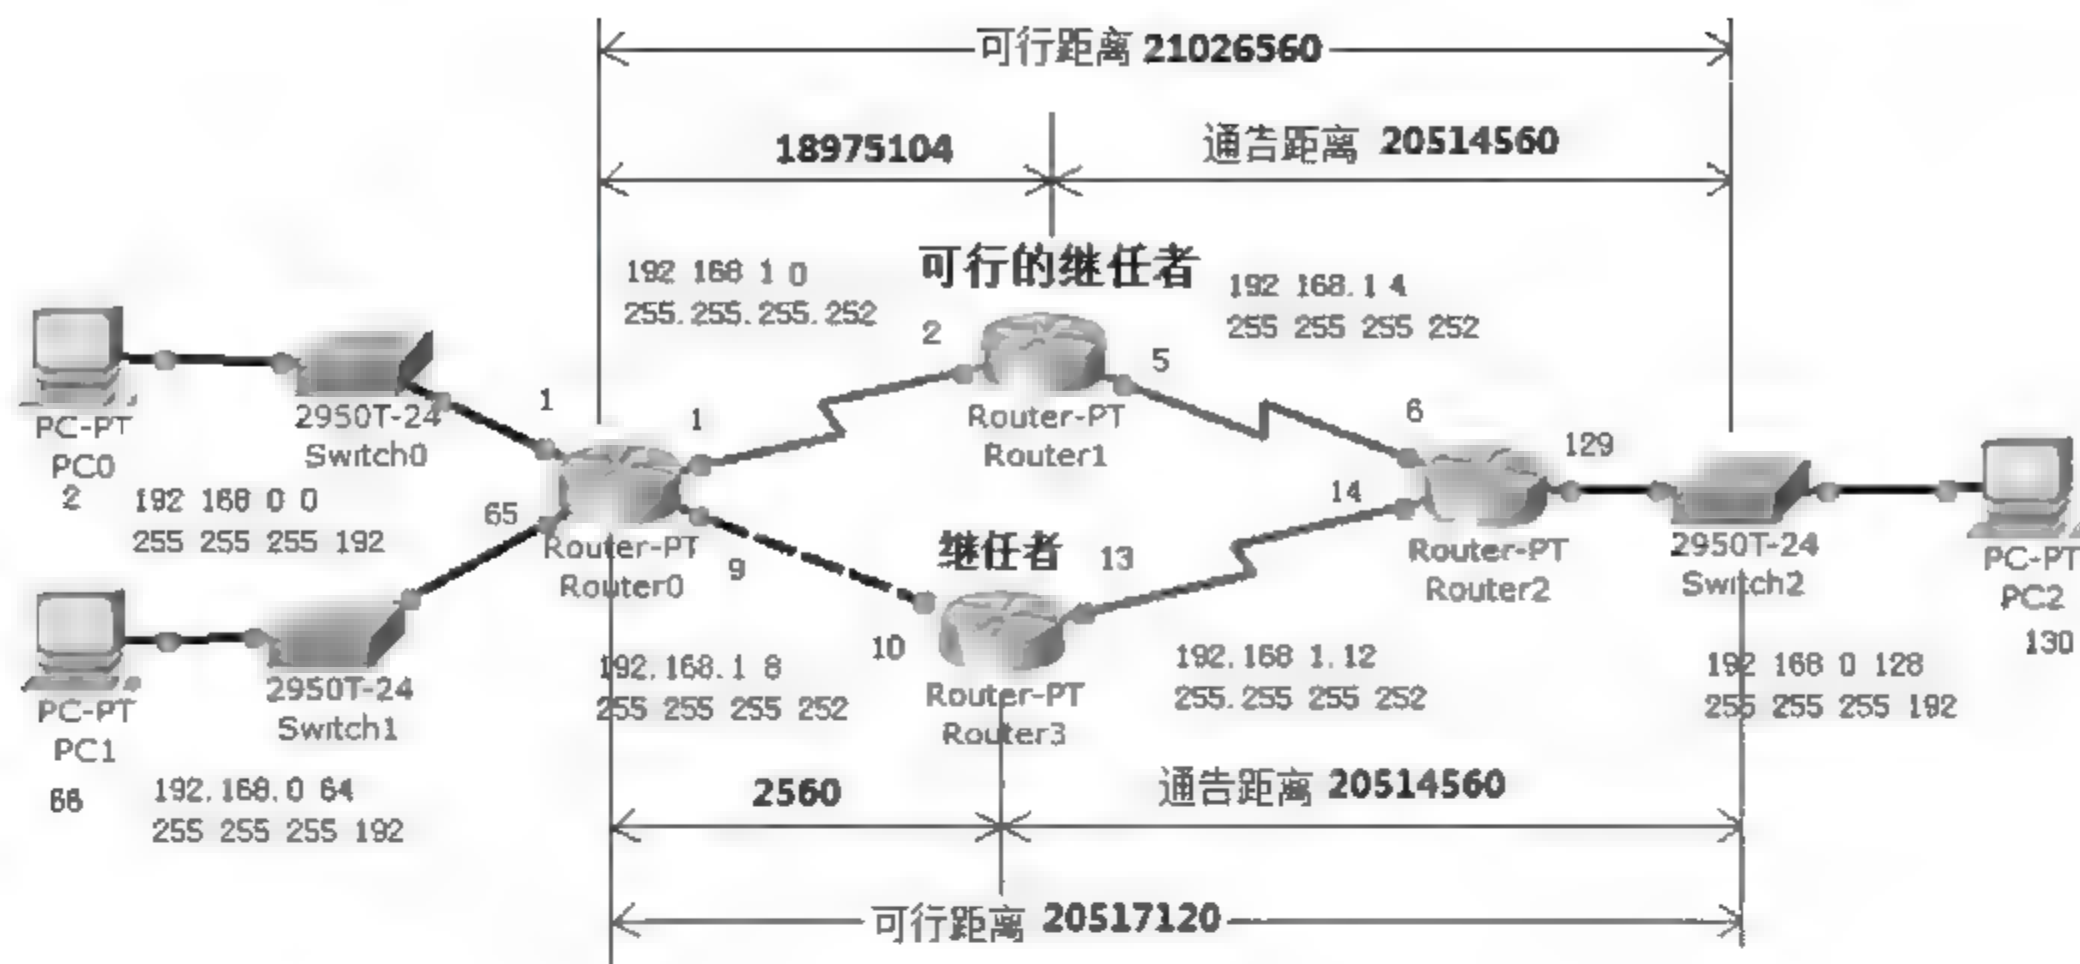 可行距离 21026560
18975104
通告距离 20514560
192 168 1 0
255.255.255.252
可行的继任者
192 168.1 4
255 255 255 252
2
5
PC-PT
PC0
2
2950T-24
Switch0
1
1
Router-PT
Router1
6
129
192 168 0 0
255 255 255 192
65
Router-PT
Router0
9
继任者
13
14
Router-PT
Router2
2950T-24
Switch2
PC-PT
PC2
130
PC-PT
PC1
66
2950T-24
Switch1
192.168.1 8
255 255 255 252
10
Router-PT
Router3
192.168 1.12
255.255 255 252
192 168 0 128
255 255 255 192
192.168.0 64
255 255 255 192
2560
通告距离 20514560
可行距离 20517120